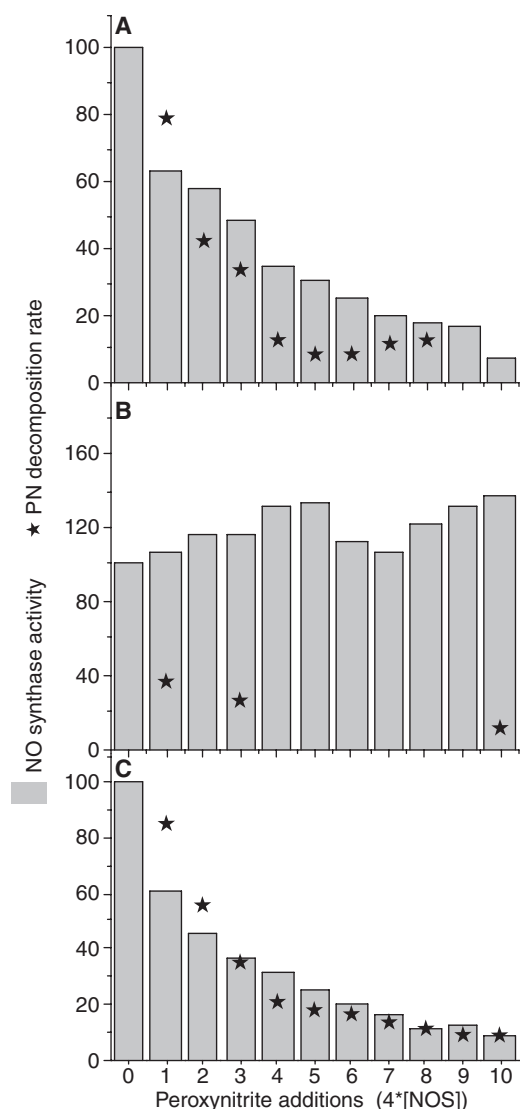 A
100
80
60
40
20
0
B
160
120
80
40
0
C
100
80
60
40
20
0
0 1 2 3 4 5 6 7 8 9 10
Peroxynitrite additions (4*[NOS])
NO synthase activity ★ PN decomposition rate